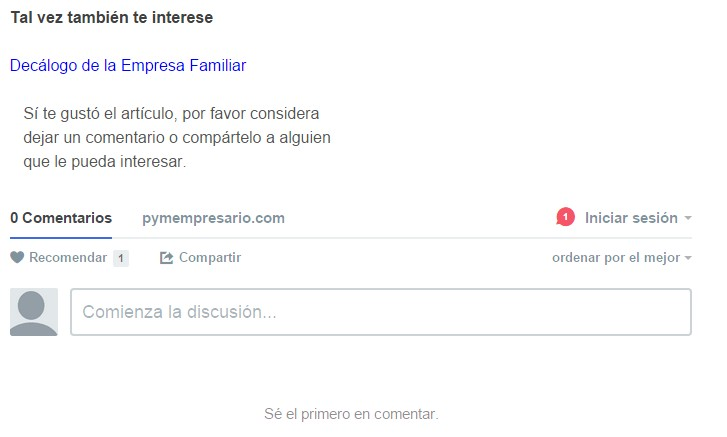 Tal vez también te interese
Decálogo de la Empresa Familiar
Sí te gustó el artículo, por favor considera
dejar un comentario o compártelo a alguien
que le pueda interesar.
0 Comentarios pymempresario.com 1 Iniciar sesión
Recomendar 1 Compartir ordenar por el mejor
Comienza la discusión...
Sé el primero en comentar.